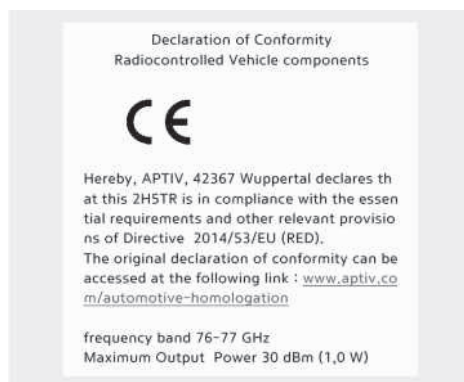 Declaration of Conformity
Radiocontrolled Vehicle components
CE
Hereby, APTIV, 42367 Wuppertal declares th
at this 2H5TR is in compliance with the essen
tial requirements and other relevant provisio
ns of Directive 2014/53/EU (RED).
The original declaration of conformity can be
accessed at the following link : www.aptiv.co
m/automotive-homologation
frequency band 76-77 GHz
Maximum Output Power 30 dBm (1,0 W)